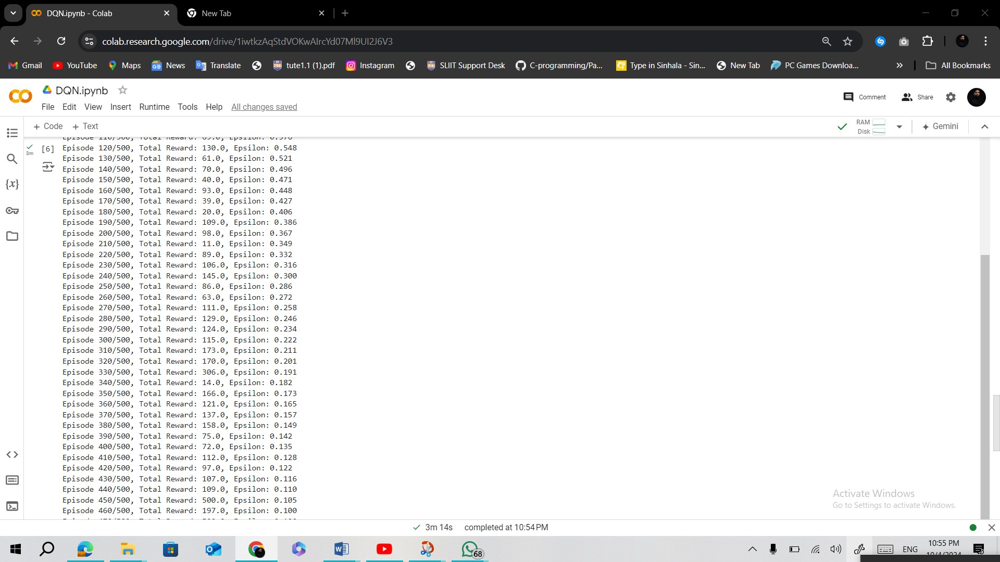 DQN.ipynb - Colab
New Tab
colab.research.google.com/drive/1iwtkzAqStdVOKwAIrcYd07Ml9UI2J6V3
Gmail YouTube Maps News Translate tute1.1 (1).pdf Instagram SLIIT Support Desk C-programming/Pa... Type in Sinhala - Sin... New Tab PC Games Downloa... » All Bookmarks
DQN.ipynb
Comment Share
File Edit View Insert Runtime Tools Help All changes saved
+ Code + Text
RAM
Disk
Gemini
3m
[6]
Episode 120/500, Total Reward: 130.0, Epsilon: 0.548
Episode 130/500, Total Reward: 61.0, Epsilon: 0.521
Episode 140/500, Total Reward: 70.0, Epsilon: 0.496
Episode 150/500, Total Reward: 40.0, Epsilon: 0.471
Episode 160/500, Total Reward: 93.0, Epsilon: 0.448
Episode 170/500, Total Reward: 39.0, Epsilon: 0.427
Episode 180/500, Total Reward: 20.0, Epsilon: 0.406
Episode 190/500, Total Reward: 109.0, Epsilon: 0.386
Episode 200/500, Total Reward: 98.0, Epsilon: 0.367
Episode 210/500, Total Reward: 11.0, Epsilon: 0.349
Episode 220/500, Total Reward: 89.0, Epsilon: 0.332
Episode 230/500, Total Reward: 106.0, Epsilon: 0.316
Episode 240/500, Total Reward: 145.0, Epsilon: 0.300
Episode 250/500, Total Reward: 86.0, Epsilon: 0.286
Episode 260/500, Total Reward: 63.0, Epsilon: 0.272
Episode 270/500, Total Reward: 111.0, Epsilon: 0.258
Episode 280/500, Total Reward: 129.0, Epsilon: 0.246
Episode 290/500, Total Reward: 124.0, Epsilon: 0.234
Episode 300/500, Total Reward: 115.0, Epsilon: 0.222
Episode 310/500, Total Reward: 173.0, Epsilon: 0.211
Episode 320/500, Total Reward: 170.0, Epsilon: 0.201
Episode 330/500, Total Reward: 306.0, Epsilon: 0.191
Episode 340/500, Total Reward: 14.0, Epsilon: 0.182
Episode 350/500, Total Reward: 166.0, Epsilon: 0.173
Episode 360/500, Total Reward: 121.0, Epsilon: 0.165
Episode 370/500, Total Reward: 137.0, Epsilon: 0.157
Episode 380/500, Total Reward: 158.0, Epsilon: 0.149
Episode 390/500, Total Reward: 75.0, Epsilon: 0.142
Episode 400/500, Total Reward: 72.0, Epsilon: 0.135
Episode 410/500, Total Reward: 112.0, Epsilon: 0.128
Episode 420/500, Total Reward: 97.0, Epsilon: 0.122
Episode 430/500, Total Reward: 107.0, Epsilon: 0.116
Episode 440/500, Total Reward: 109.0, Epsilon: 0.110
Episode 450/500, Total Reward: 500.0, Epsilon: 0.105
Episode 460/500, Total Reward: 197.0, Epsilon: 0.100
Activate Windows
Go to Settings to activate Windows.
3m 14s completed at 10:54 PM
68
ENG
10:55 PM